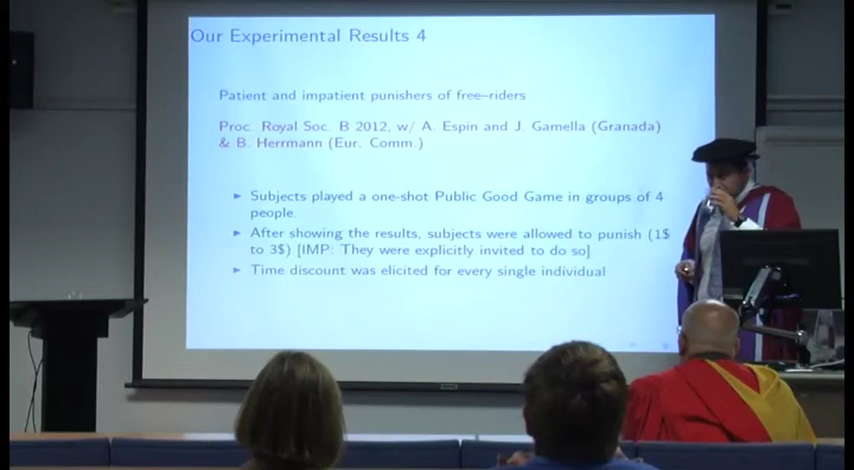 Our Experimental Results 4
Patient and impatient punishers of free–riders
Proc. Royal Soc. B 2012, w/ A. Espin and J. Gamella (Granada)
& B. Herrmann (Eur. Comm.)
► Subjects played a one-shot Public Good Game in groups of 4
people.
► After showing the results, subjects were allowed to punish (1$
to 3$) [IMP: They were explicitly invited to do so]
► Time discount was elicited for every single individual